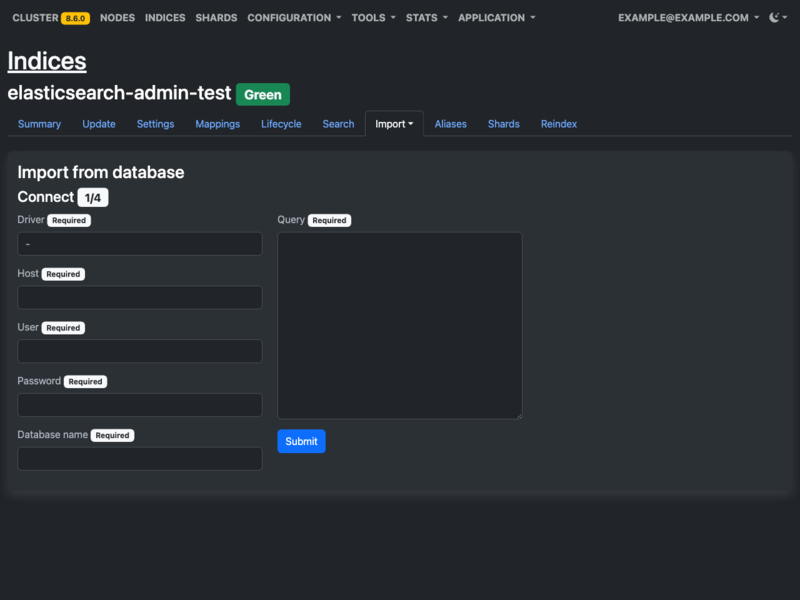 CLUSTER 8.6.0 NODES INDICES SHARDS CONFIGURATION TOOLS STATS APPLICATION EXAMPLE@EXAMPLE.COM
Indices
elasticsearch-admin-test Green
Summary Update Settings Mappings Lifecycle Search Import Aliases Shards Reindex
Import from database
Connect 1/4
Driver Required
-
Host Required
User Required
Password Required
Database name Required
Query Required
Submit